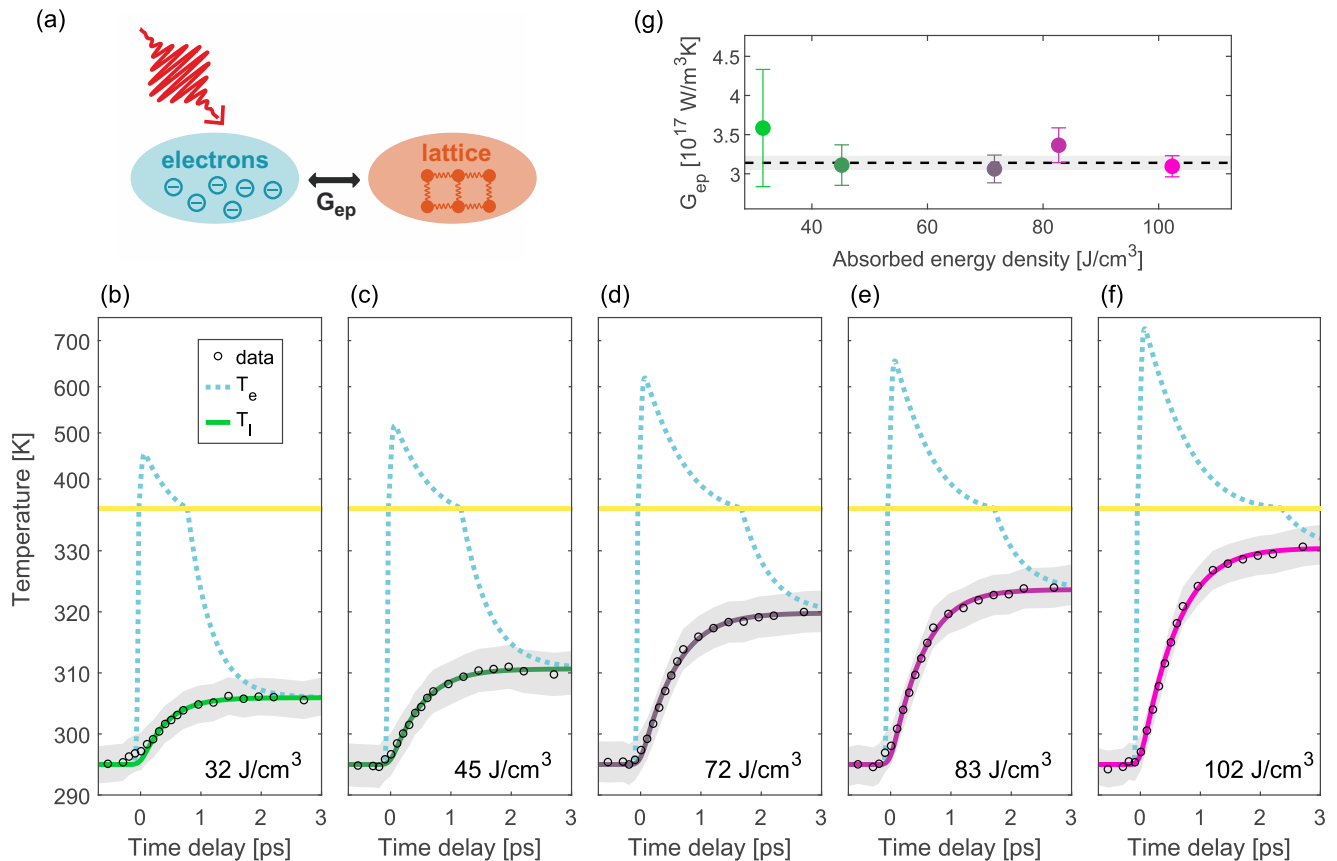 (a)
electrons
lattice
G_ep
(g)
G_ep [10^17 W/m^3K]
4.5
4
3.5
3
40
60
80
100
Absorbed energy density [J/cm^3]
(b)
(c)
(d)
(e)
(f)
Temperature [K]
700
600
500
400
330
320
310
300
290
data
T_e
T_l
32 J/cm^3
45 J/cm^3
72 J/cm^3
83 J/cm^3
102 J/cm^3
0 1 2 3
0 1 2 3
0 1 2 3
0 1 2 3
0 1 2 3
Time delay [ps]
Time delay [ps]
Time delay [ps]
Time delay [ps]
Time delay [ps]